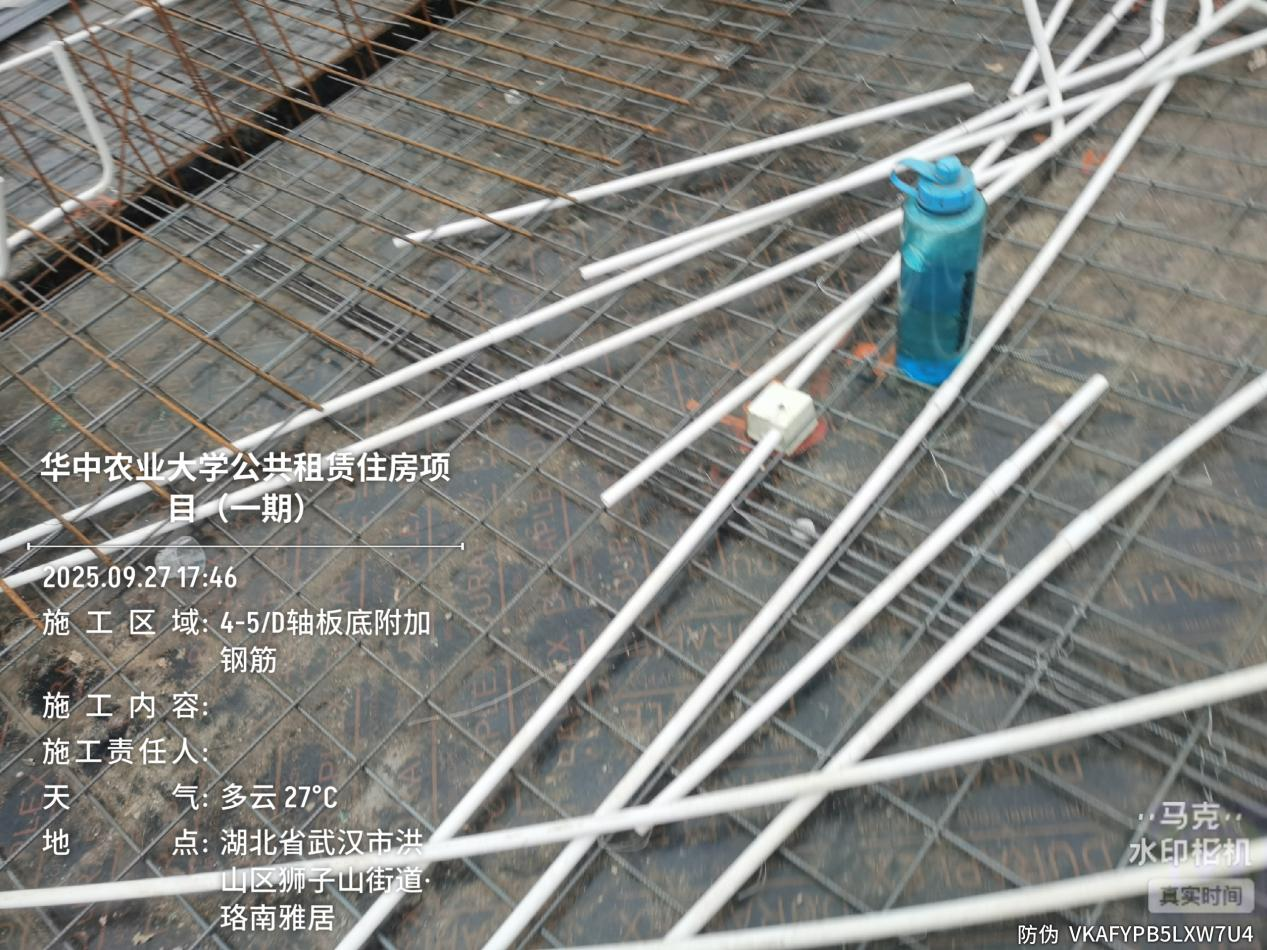 华中农业大学公共租赁住房项
目（一期）
2025.09.27 17:46
施工区域: 4-5/D轴板底附加
钢筋
施工内容:
施工责任人:
天气: 多云 27°C
地点: 湖北省武汉市洪
山区狮子山街道·
珞南雅居
马克
水印相机
真实时间
防伪 VKAFYPB5LXW7U4